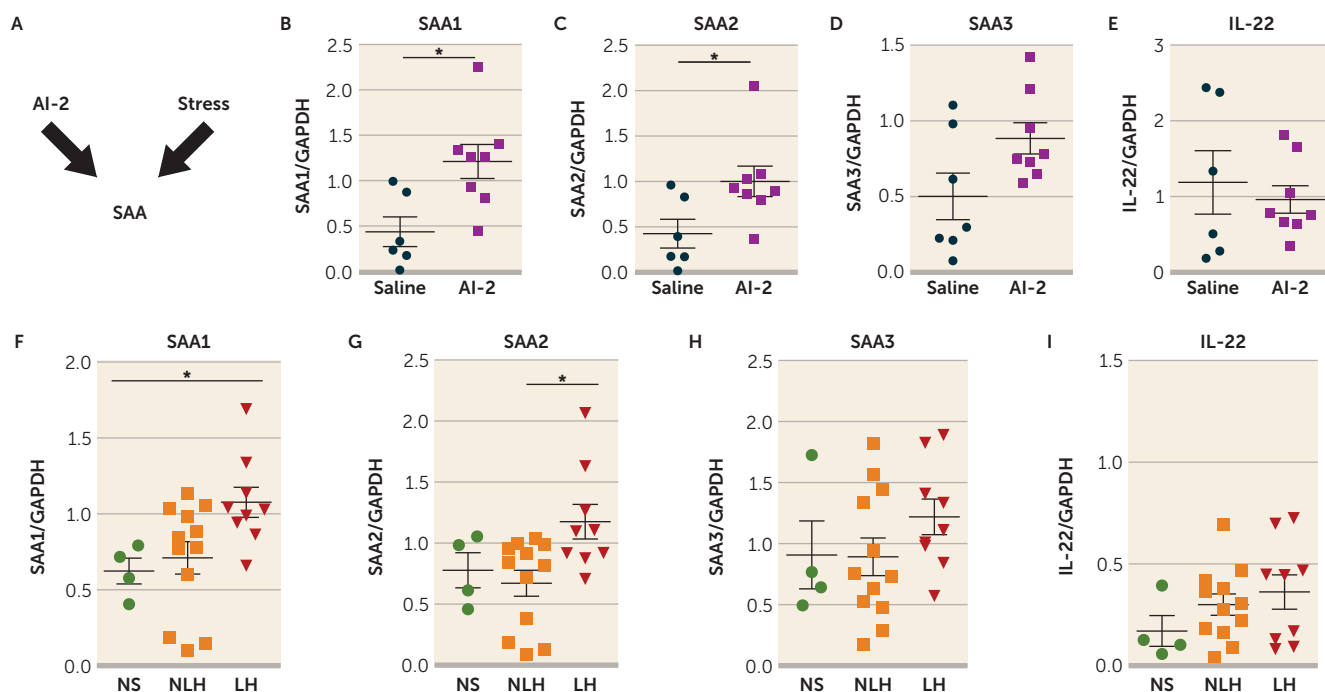 A
AI-2
Stress
SAA
B
SAA1
SAA1/GAPDH
2.5
2.0
1.5
1.0
0.5
0.0
*
Saline
AI-2
C
SAA2
SAA2/GAPDH
2.5
2.0
1.5
1.0
0.5
0.0
*
Saline
AI-2
D
SAA3
SAA3/GAPDH
1.5
1.0
0.5
0.0
Saline
AI-2
E
IL-22
IL-22/GAPDH
3
2
1
0
Saline
AI-2
F
SAA1
SAA1/GAPDH
2.0
1.5
1.0
0.5
0.0
*
NS
NLH
LH
G
SAA2
SAA2/GAPDH
2.5
2.0
1.5
1.0
0.5
0.0
*
NS
NLH
LH
H
SAA3
SAA3/GAPDH
2.5
2.0
1.5
1.0
0.5
0.0
NS
NLH
LH
I
IL-22
IL-22/GAPDH
1.5
1.0
0.5
0.0
NS
NLH
LH